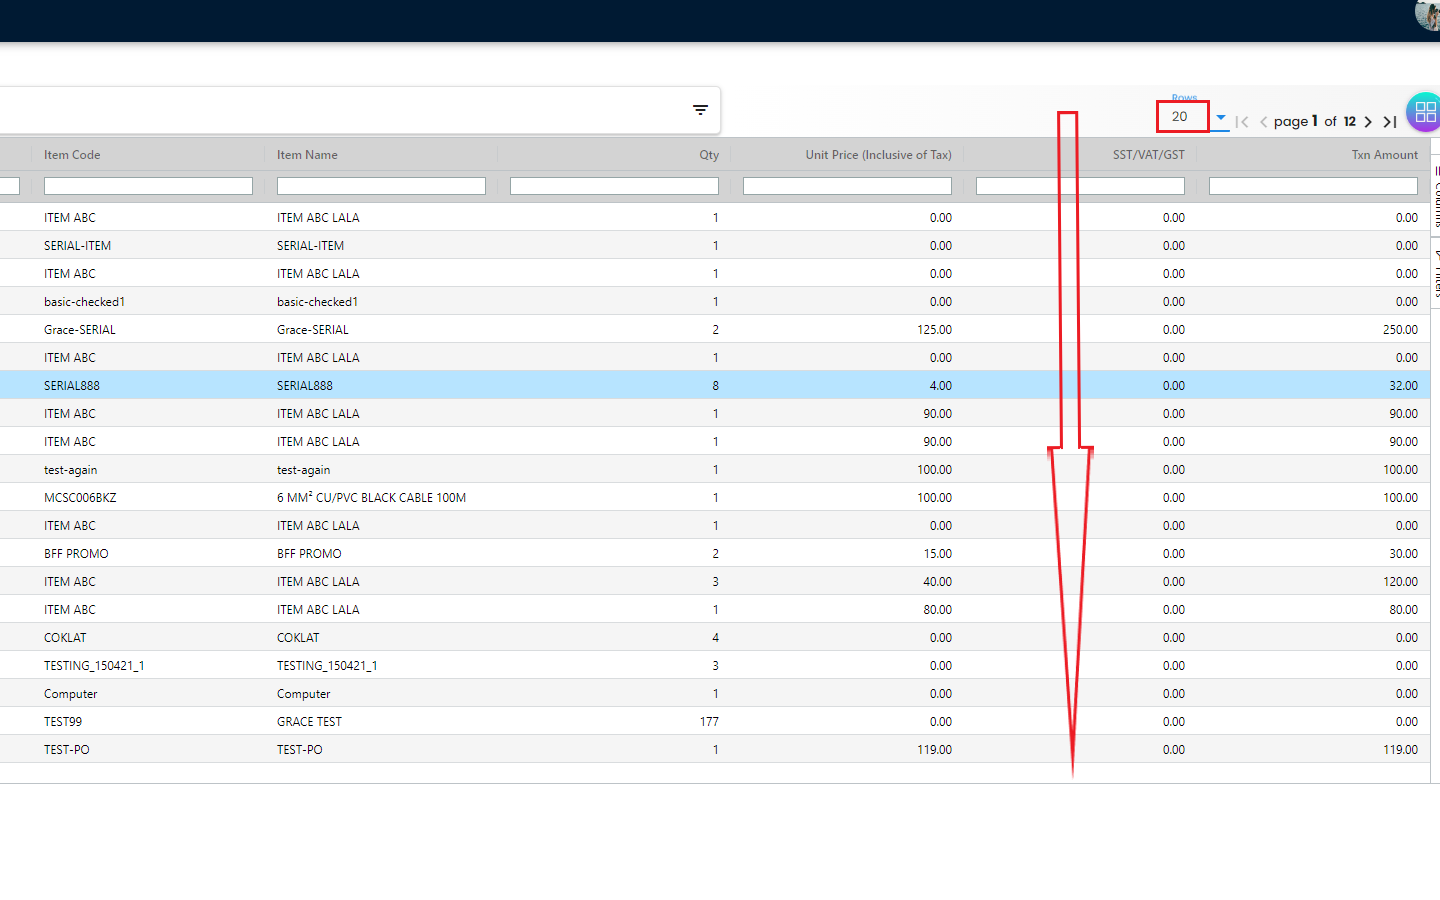 Rows
20
page 1 of 12
Item Code Item Name Qty Unit Price (Inclusive of Tax) SST/VAT/GST Txn Amount
Columns
Filters
ITEM ABC ITEM ABC LALA 1 0.00 0.00 0.00
SERIAL-ITEM SERIAL-ITEM 1 0.00 0.00 0.00
ITEM ABC ITEM ABC LALA 1 0.00 0.00 0.00
basic-checked1 basic-checked1 1 0.00 0.00 0.00
Grace-SERIAL Grace-SERIAL 2 125.00 0.00 250.00
ITEM ABC ITEM ABC LALA 1 0.00 0.00 0.00
SERIAL888 SERIAL888 8 4.00 0.00 32.00
ITEM ABC ITEM ABC LALA 1 90.00 0.00 90.00
ITEM ABC ITEM ABC LALA 1 90.00 0.00 90.00
test-again test-again 1 100.00 0.00 100.00
MCSC006BKZ 6 MM² CU/PVC BLACK CABLE 100M 1 100.00 0.00 100.00
ITEM ABC ITEM ABC LALA 1 0.00 0.00 0.00
BFF PROMO BFF PROMO 2 15.00 0.00 30.00
ITEM ABC ITEM ABC LALA 3 40.00 0.00 120.00
ITEM ABC ITEM ABC LALA 1 80.00 0.00 80.00
COKLAT COKLAT 4 0.00 0.00 0.00
TESTING_150421_1 TESTING_150421_1 3 0.00 0.00 0.00
Computer Computer 1 0.00 0.00 0.00
TEST99 GRACE TEST 177 0.00 0.00 0.00
TEST-PO TEST-PO 1 119.00 0.00 119.00